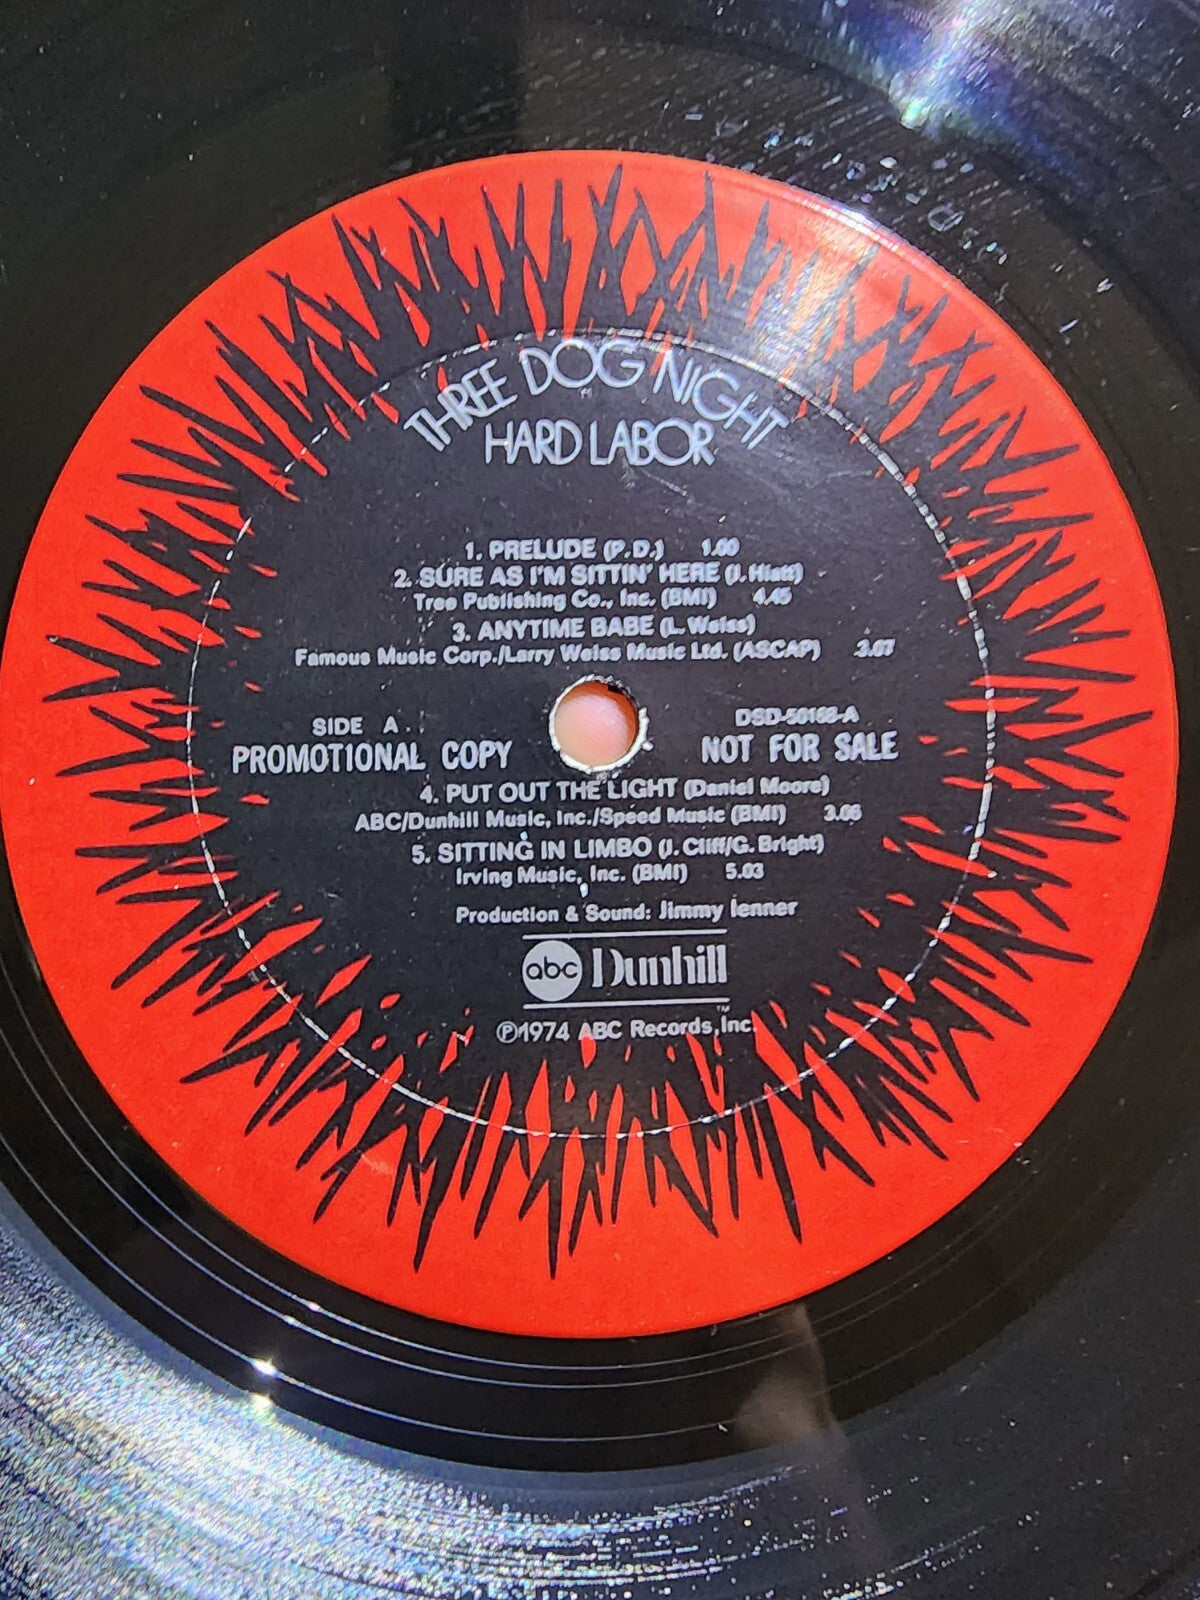 THREE DOG NIGHT
HARD LABOR
1. PRELUDE (P.D.) 1.00
2. SURE AS I'M SITTIN' HERE (J. Hiatt)
Tree Publishing Co., Inc. (BMI) 4.45
3. ANYTIME BABE (L. Weiss)
Famous Music Corp./Larry Weiss Music Ltd. (ASCAP) 3.07
SIDE A
DSD-50168-A
PROMOTIONAL COPY
NOT FOR SALE
4. PUT OUT THE LIGHT (Daniel Moore)
ABC/Dunhill Music, Inc./Speed Music (BMI)
5. SITTING IN LIMBO (J. Cliff/G. Bright)
Irving Music, Inc. (BMI) 5.03
Production & Sound: Jimmy Ienner
abc Dunhill
TM
Ⓟ1974 ABC Records, Inc.